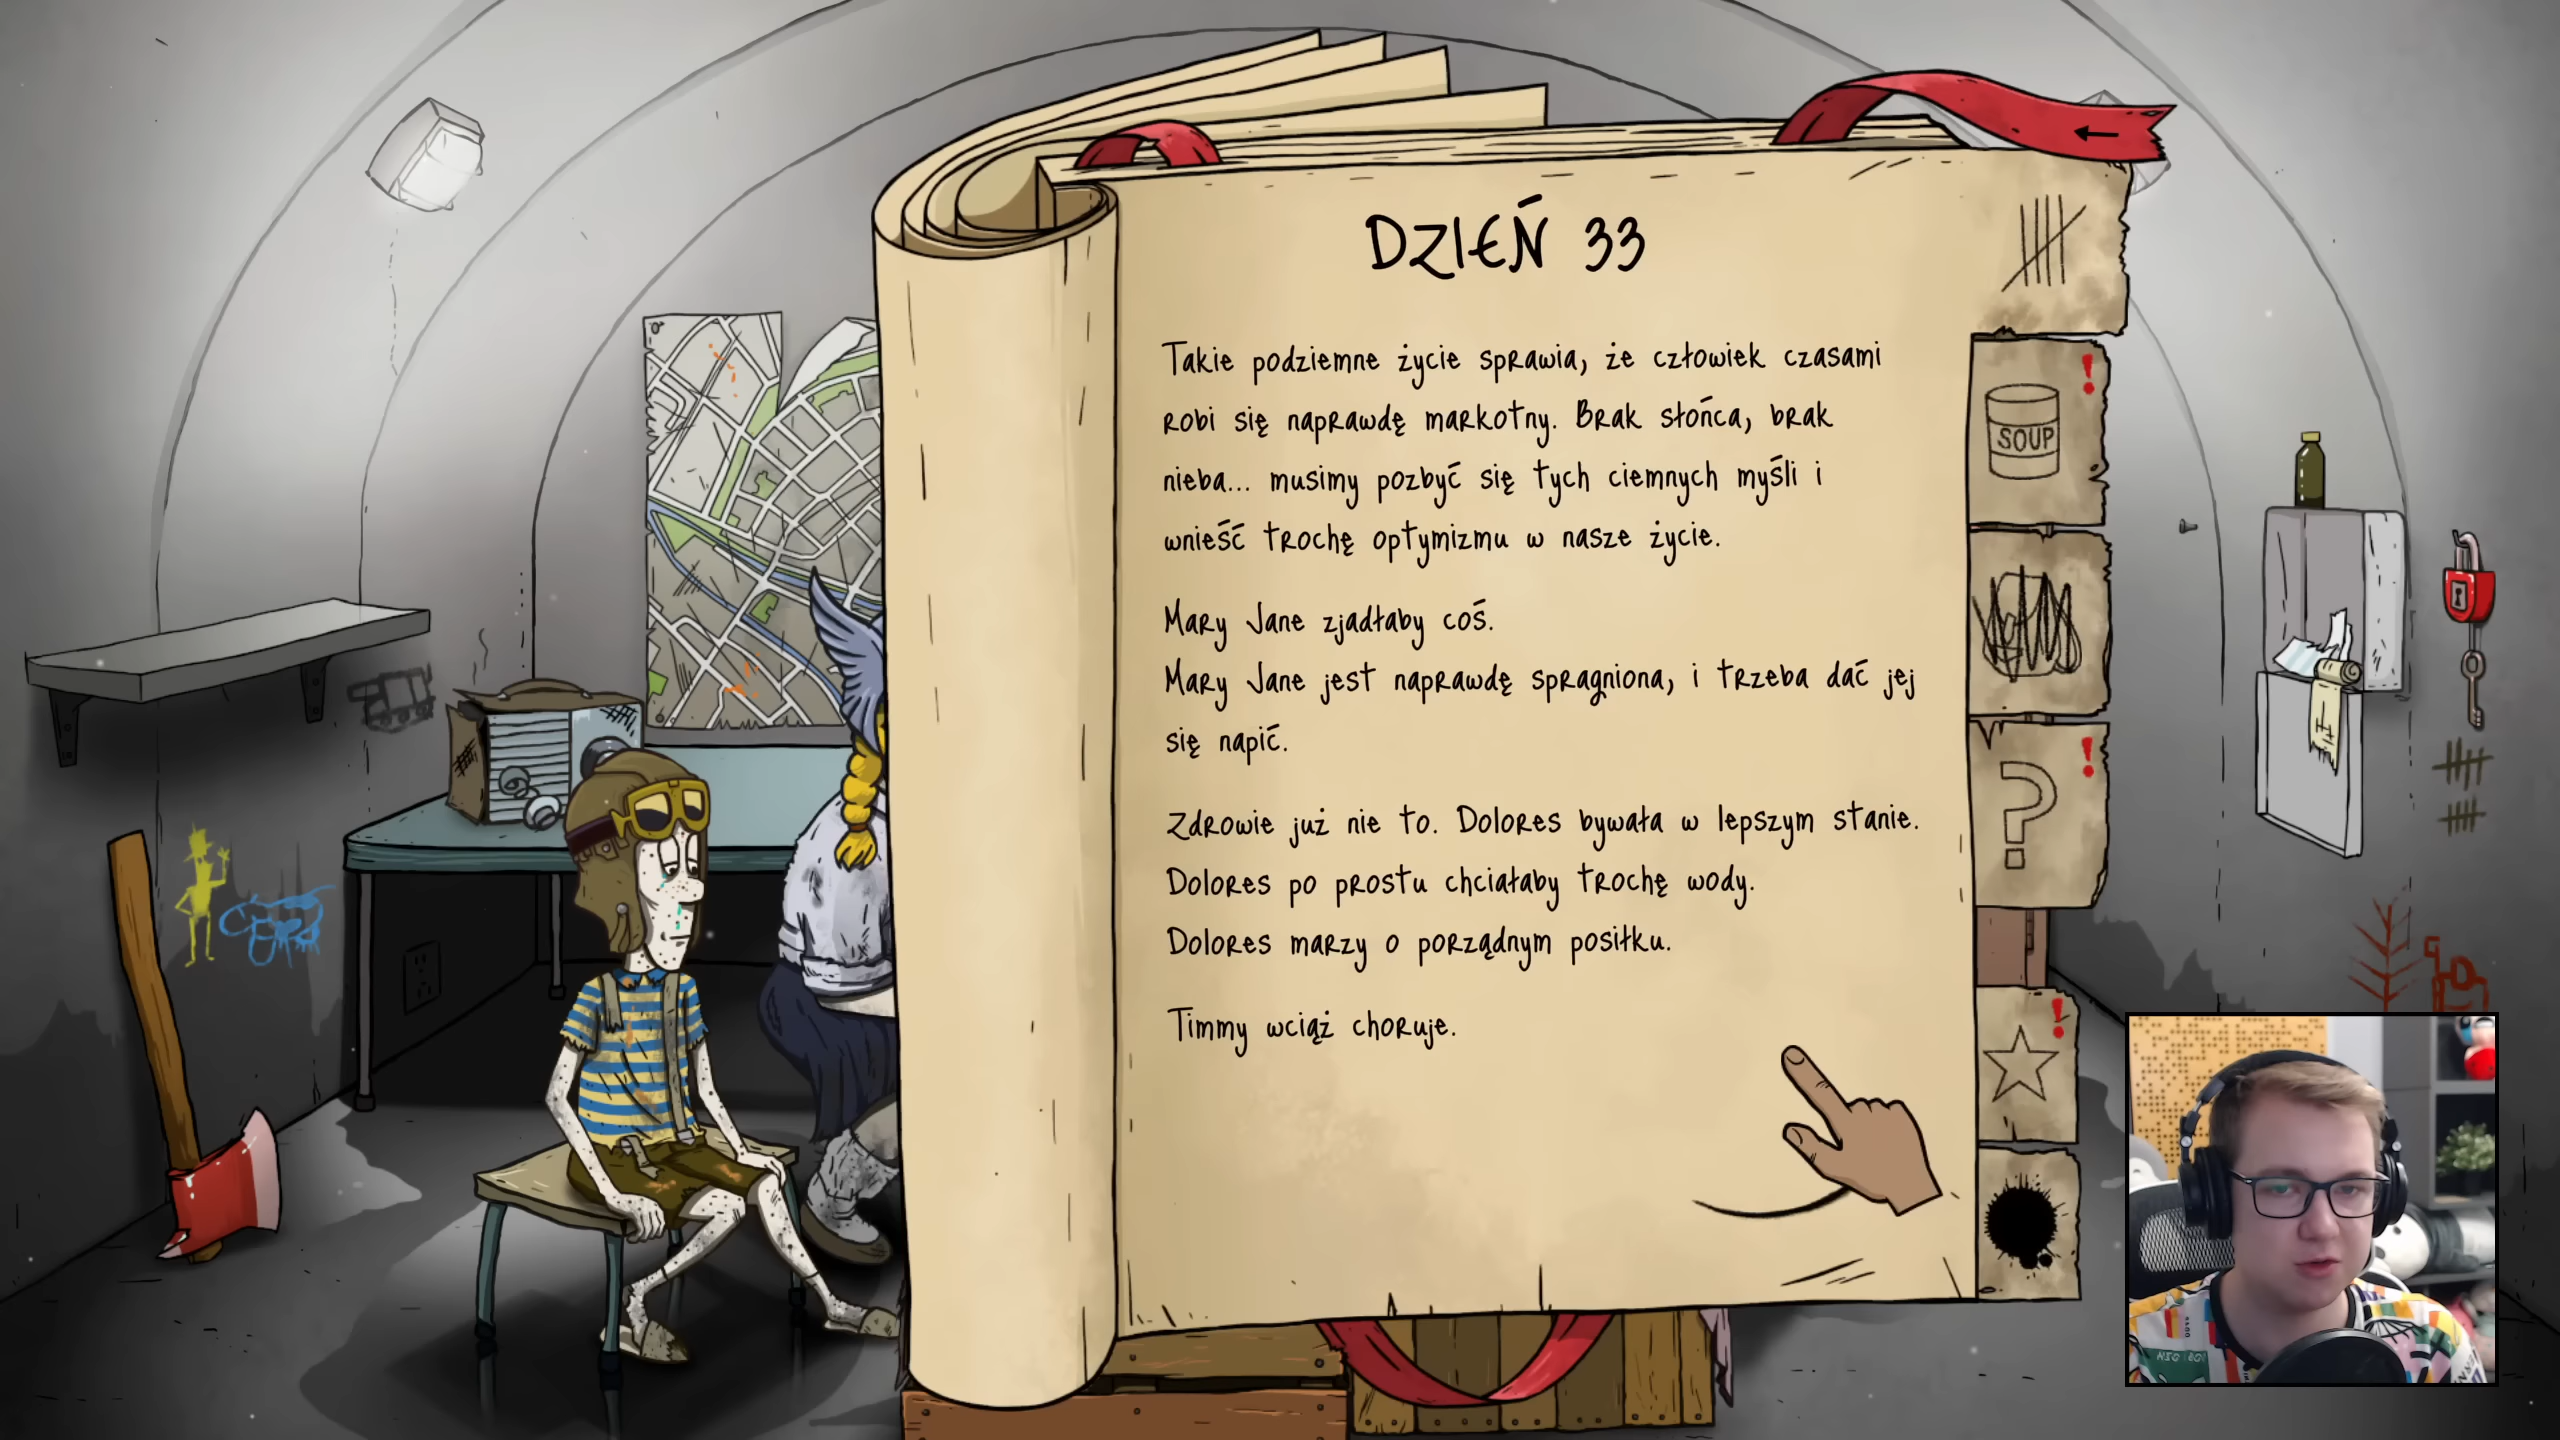 DZIEŃ 33
Takie podziemne życie sprawia, że człowiek czasami
robi się naprawdę markotny. Brak słońca, brak
nieba... musimy pozbyć się tych ciemnych myśli i
wnieść trochę optymizmu w nasze życie.
Mary Jane zjadłaby coś.
Mary Jane jest naprawdę spragniona, i trzeba dać jej
się napić.
Zdrowie już nie to. Dolores bywała w lepszym stanie.
Dolores po prostu chciałaby trochę wody.
Dolores marzy o porządnym posiłku.
Timmy wciąż choruje.
!
SOUP
!
?
!